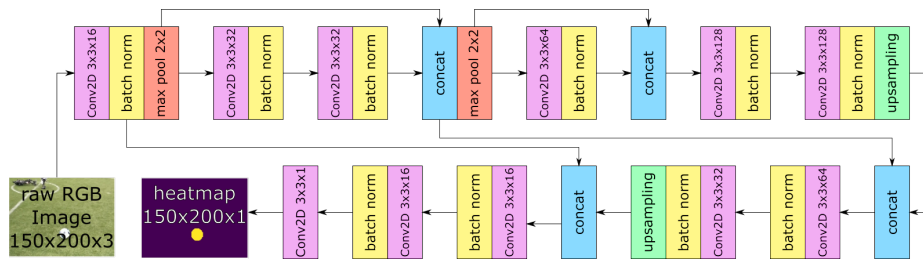 Conv2D 3x3x16
batch norm
max pool 2x2
Conv2D 3x3x32
batch norm
Conv2D 3x3x32
batch norm
concat
max pool 2x2
Conv2D 3x3x64
batch norm
concat
Conv2D 3x3x128
batch norm
Conv2D 3x3x128
batch norm
upsampling
raw RGB
Image
150x200x3
heatmap
150x200x1
Conv2D 3x3x1
batch norm
Conv2D 3x3x16
batch norm
Conv2D 3x3x16
concat
upsampling
batch norm
Conv2D 3x3x32
batch norm
Conv2D 3x3x64
concat